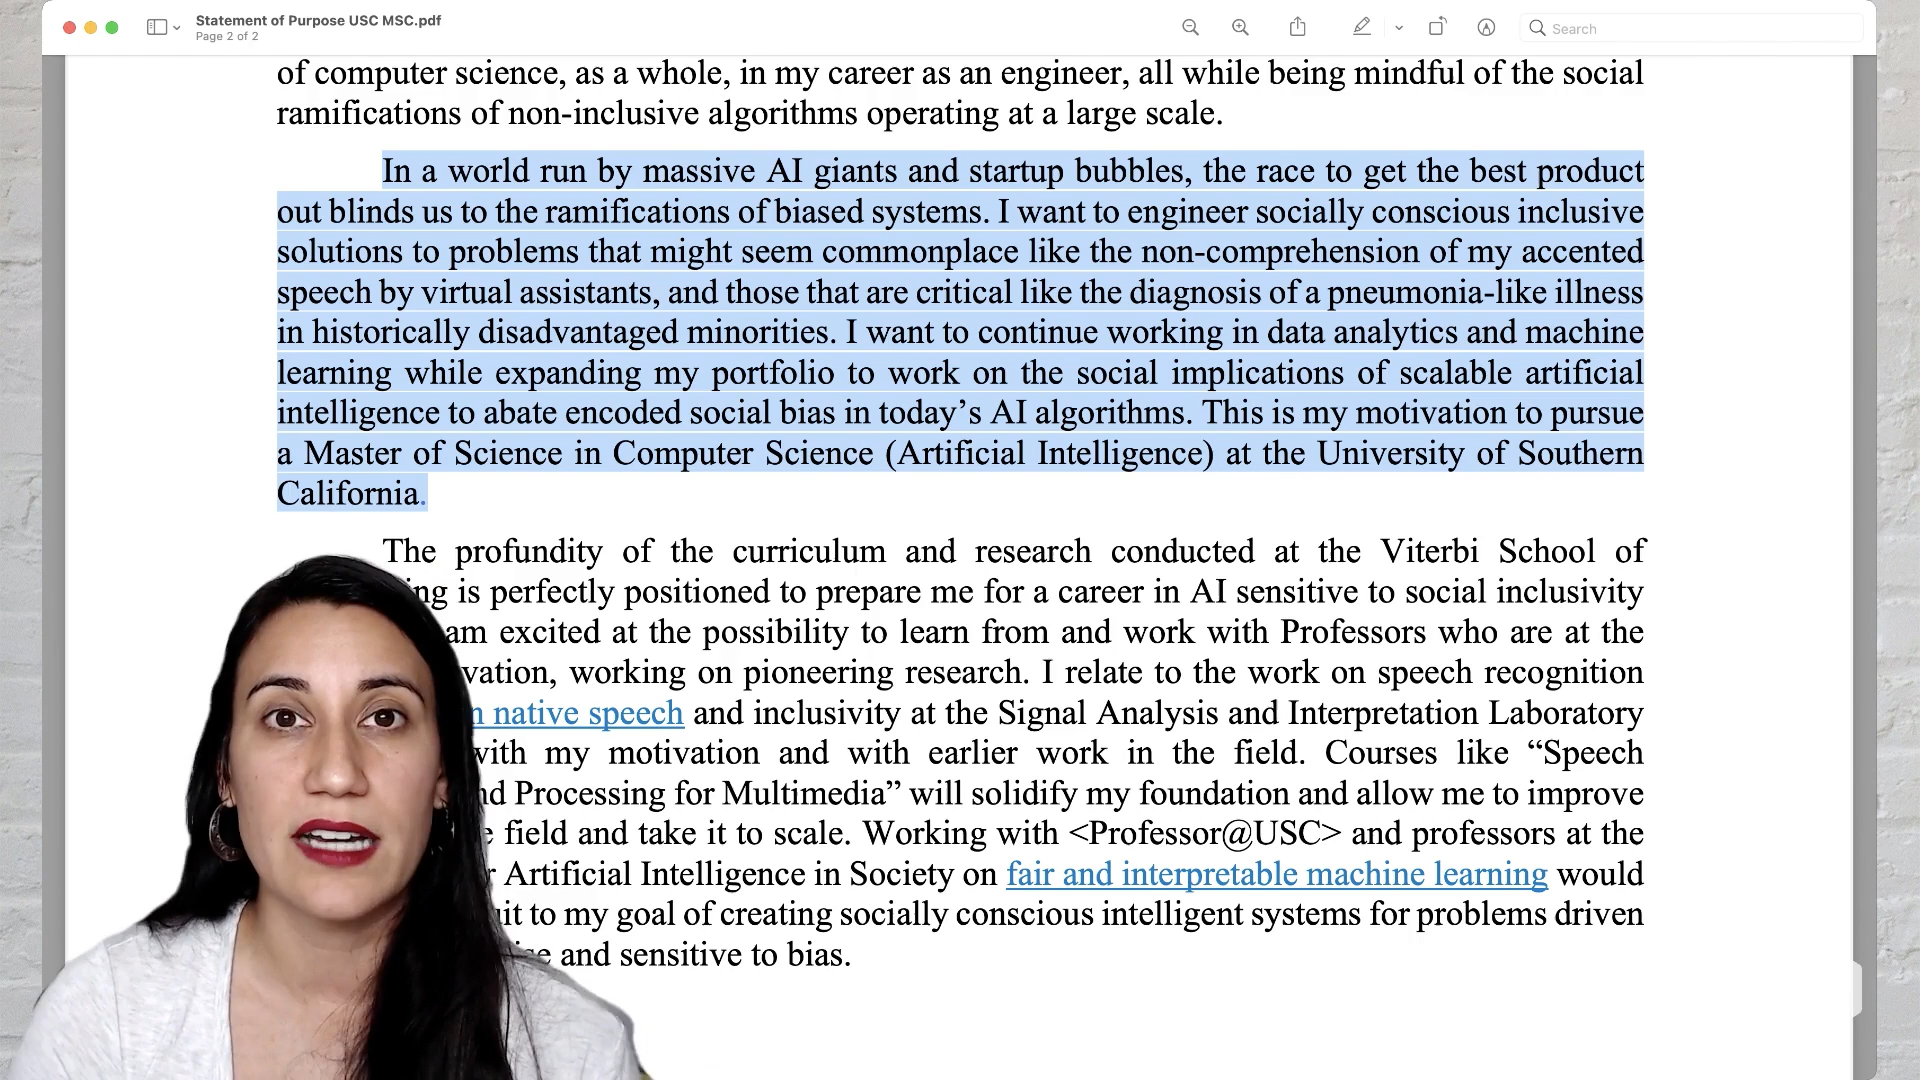 Statement of Purpose USC MSC.pdf
Page 2 of 2
Search
of computer science, as a whole, in my career as an engineer, all while being mindful of the social
ramifications of non-inclusive algorithms operating at a large scale.
In a world run by massive AI giants and startup bubbles, the race to get the best product
out blinds us to the ramifications of biased systems. I want to engineer socially conscious inclusive
solutions to problems that might seem commonplace like the non-comprehension of my accented
speech by virtual assistants, and those that are critical like the diagnosis of a pneumonia-like illness
in historically disadvantaged minorities. I want to continue working in data analytics and machine
learning while expanding my portfolio to work on the social implications of scalable artificial
intelligence to abate encoded social bias in today’s AI algorithms. This is my motivation to pursue
a Master of Science in Computer Science (Artificial Intelligence) at the University of Southern
California.
The profundity of the curriculum and research conducted at the Viterbi School of
is perfectly positioned to prepare me for a career in AI sensitive to social inclusivity
am excited at the possibility to learn from and work with Professors who are at the
working on pioneering research. I relate to the work on speech recognition
native speech and inclusivity at the Signal Analysis and Interpretation Laboratory
with my motivation and with earlier work in the field. Courses like “Speech
Processing for Multimedia” will solidify my foundation and allow me to improve
field and take it to scale. Working with <Professor@USC> and professors at the
Artificial Intelligence in Society on fair and interpretable machine learning would
to my goal of creating socially conscious intelligent systems for problems driven
and sensitive to bias.